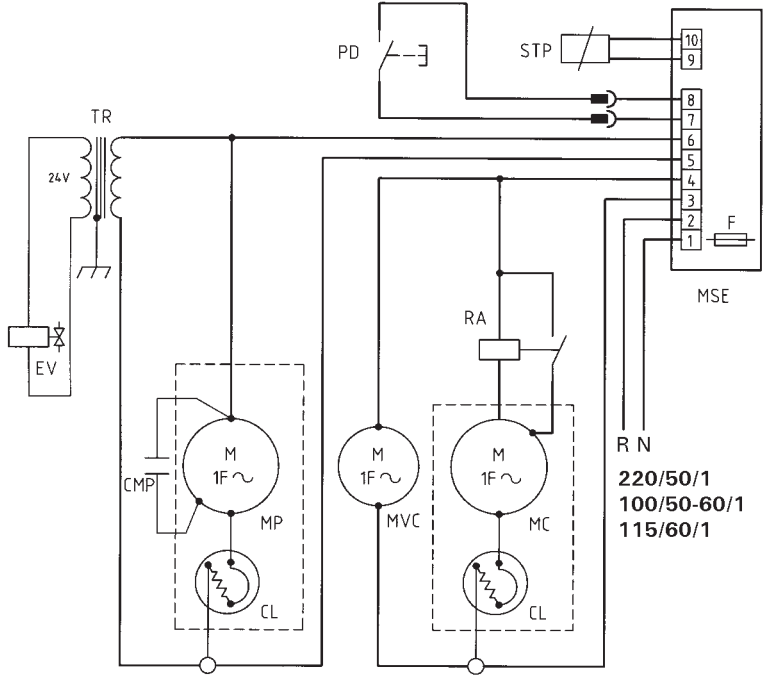 PD
STP
10
9
8
7
6
5
4
3
2
1
F
MSE
TR
24V
EV
RA
M
1F
CMP
MP
CL
M
1F
MVC
M
1F
MC
CL
R N
220/50/1
100/50-60/1
115/60/1